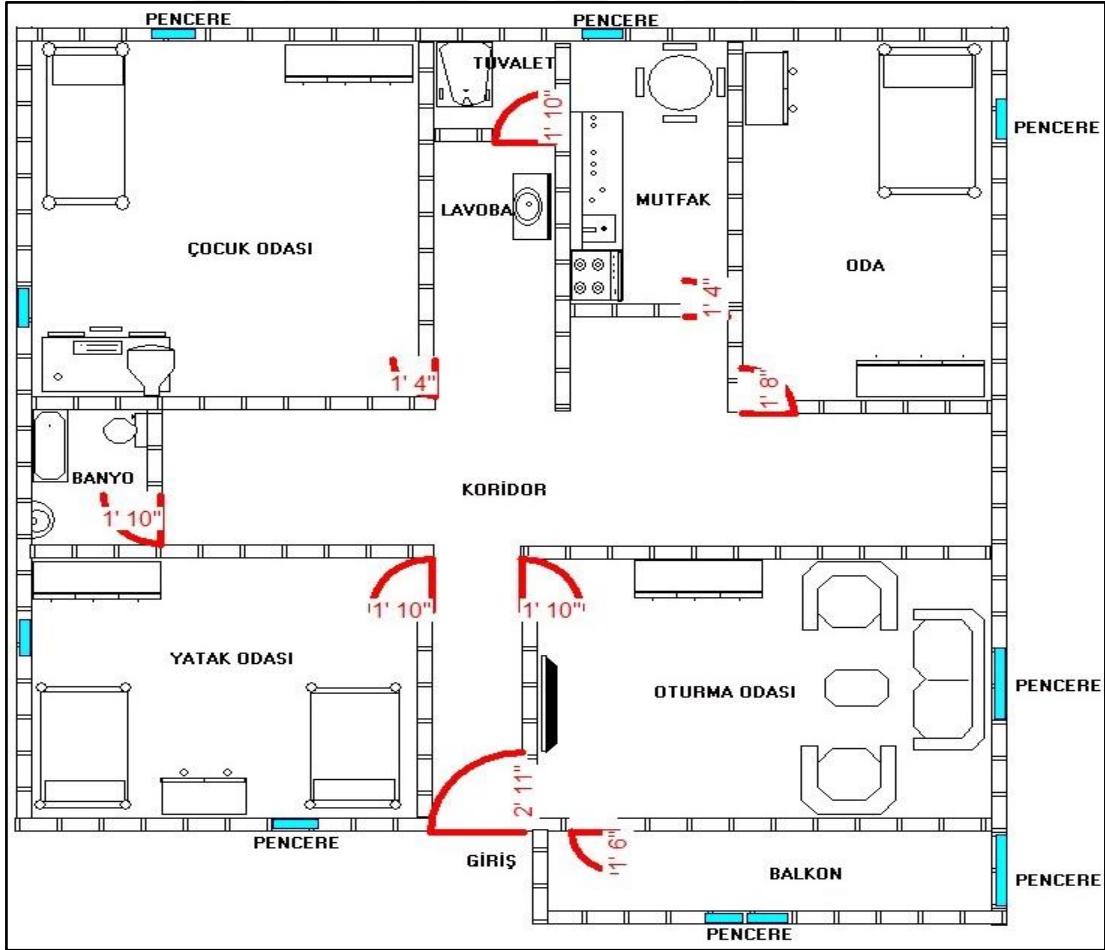 PENCERE
PENCERE
TUVALET
1' 10"
PENCERE
LAVOBA
MUTFAK
ÇOCUK ODASI
ODA
1' 4"
1' 4"
1' 8"
BANYO
KORİDOR
1' 10"
1' 10"
1' 10"
YATAK ODASI
OTURMA ODASI
PENCERE
2' 11"
PENCERE
GİRİŞ
1' 6"
BALKON
PENCERE
PENCERE